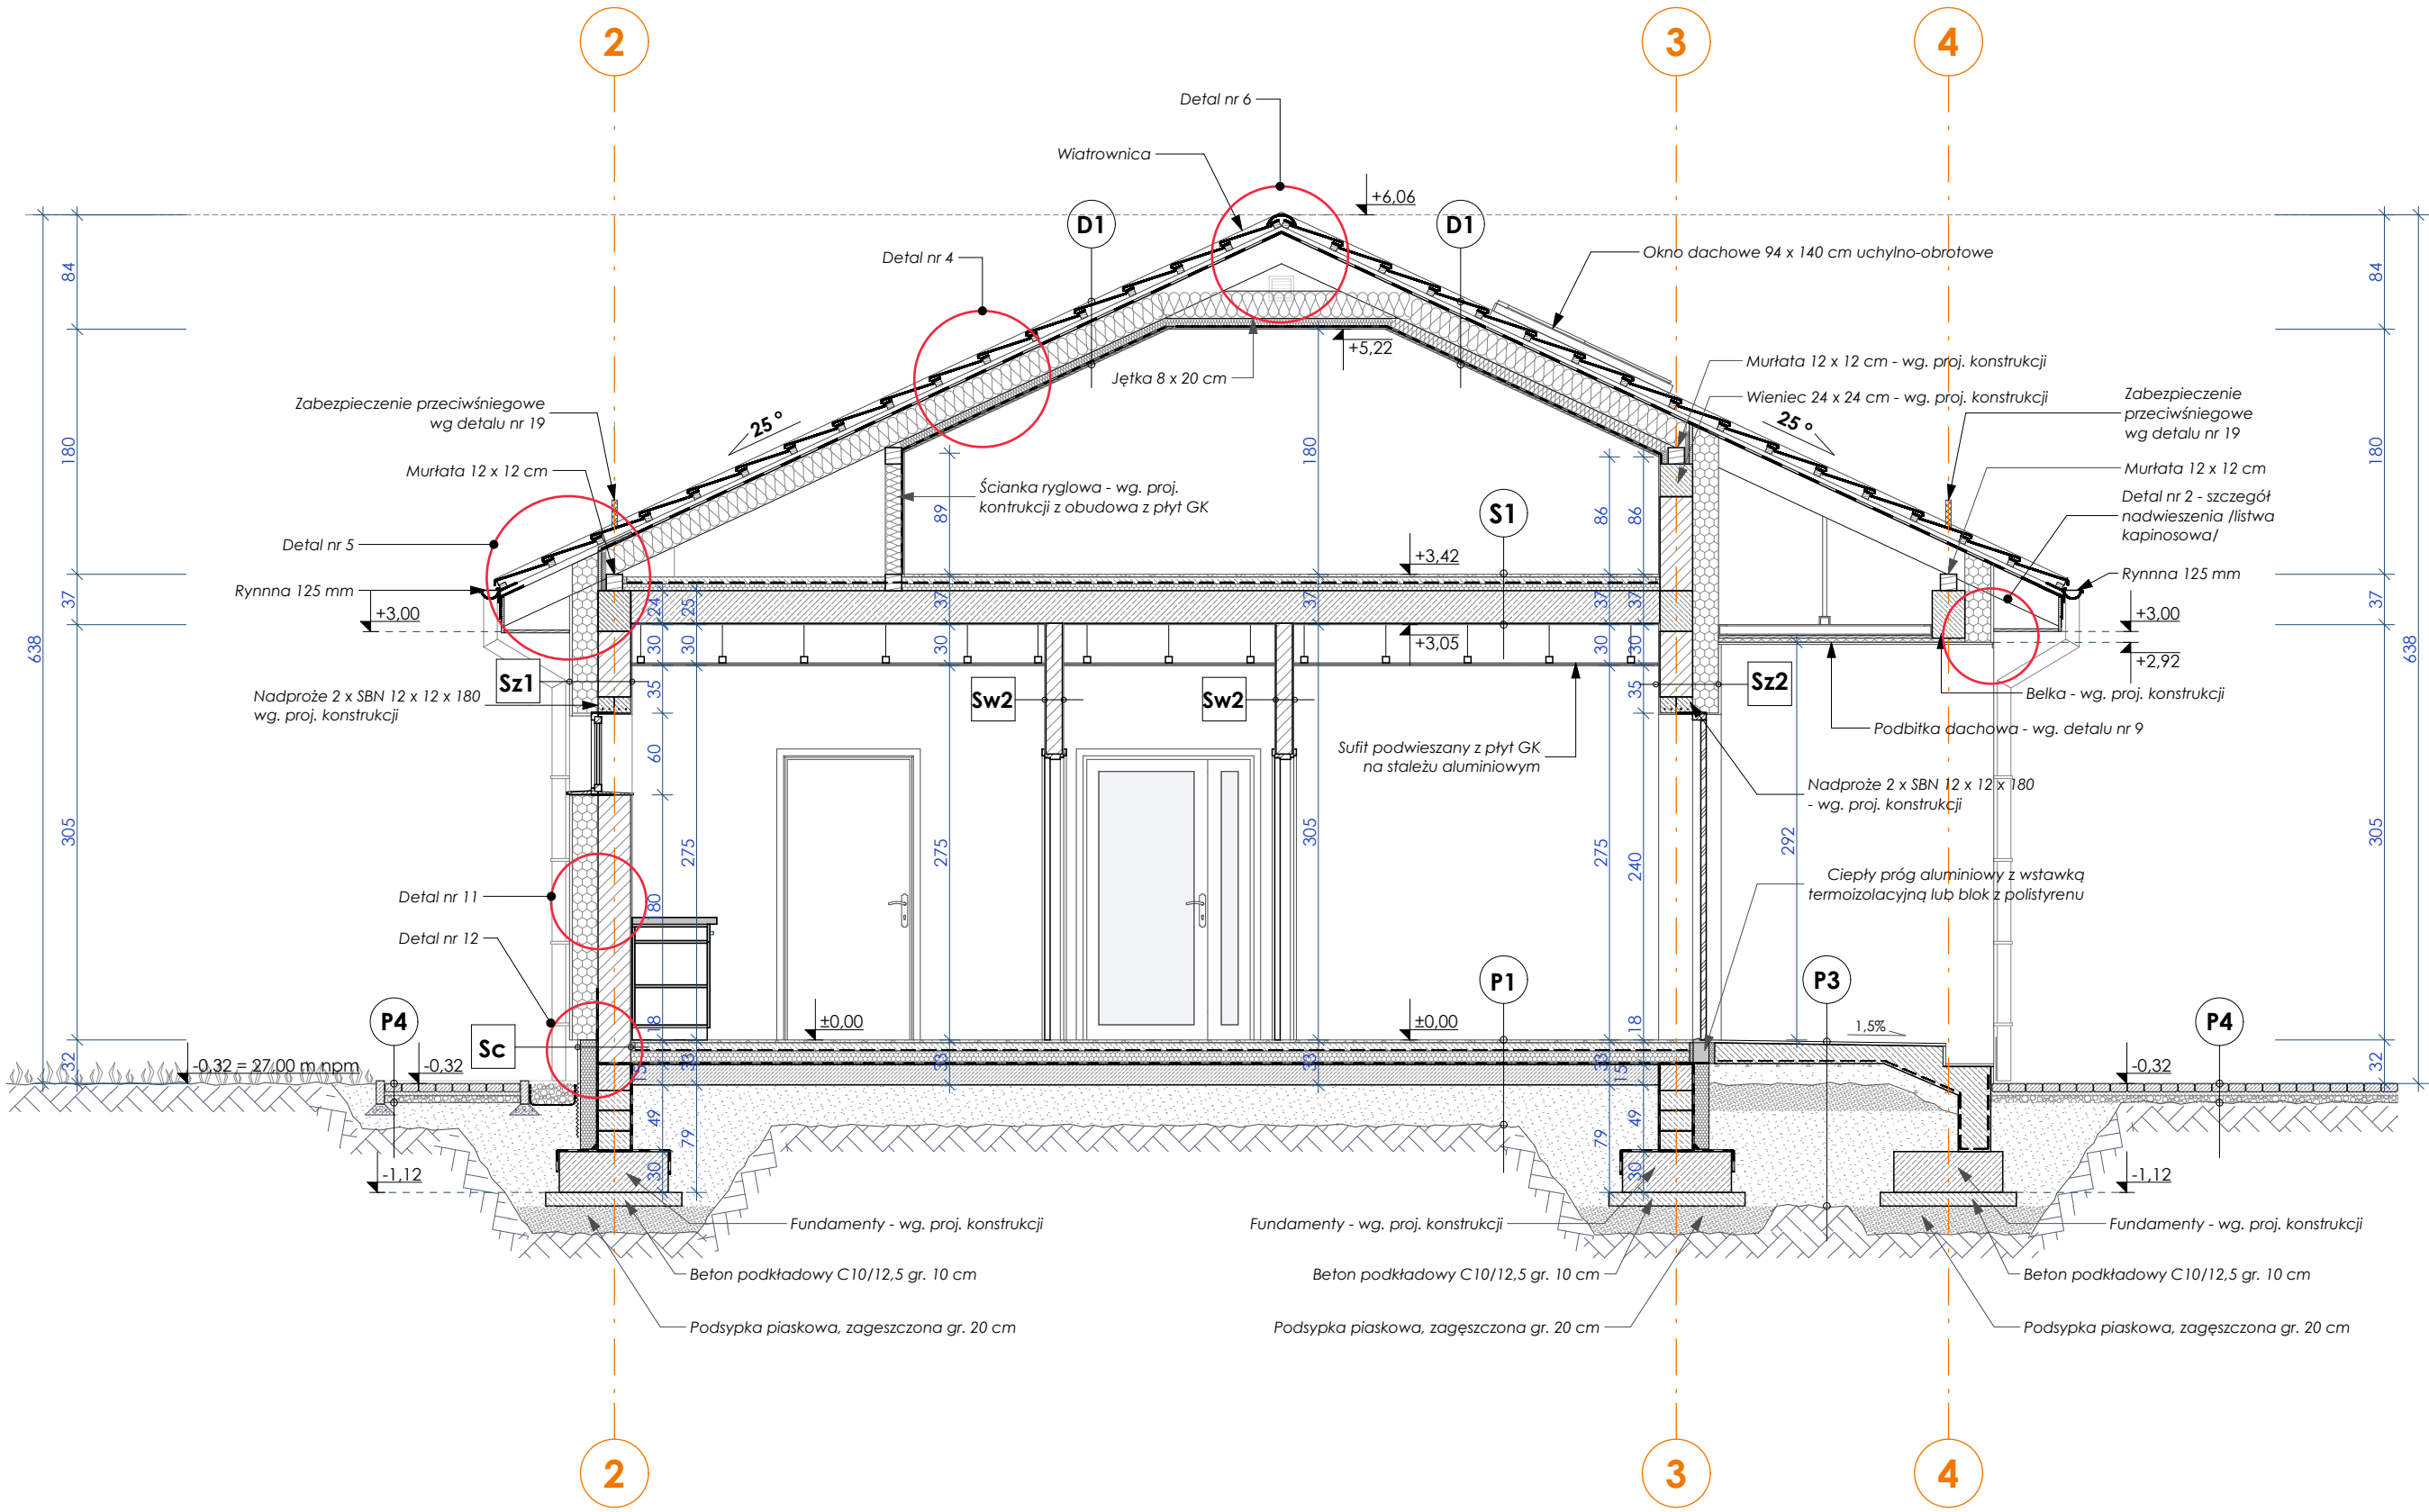 2
3
4
Detal nr 6
Wiatrownica
+6,06
D1
D1
Detal nr 4
Okno dachowe 94 x 140 cm uchylno-obrotowe
84
84
+5,22
Jętka 8 x 20 cm
Murłata 12 x 12 cm - wg. proj. konstrukcji
Wieniec 24 x 24 cm - wg. proj. konstrukcji
Zabezpieczenie przeciwśniegowe
wg detalu nr 19
Zabezpieczenie
przeciwśniegowe
wg detalu nr 19
25 °
25 °
180
180
180
Murłata 12 x 12 cm
Murłata 12 x 12 cm
Ścianka ryglowa - wg. proj.
kontrukcji z obudowa z płyt GK
89
S1
86
86
Detal nr 2 - szczegół
nadwieszenia /listwa
kapinosowa/
Detal nr 5
+3,42
Rynnna 125 mm
Rynnna 125 mm
37
24
25
37
37
37
37
37
+3,00
+3,00
638
638
30
30
30
+3,05
30
30
+2,92
Sz1
35
Sw2
Sw2
35
Sz2
Nadproże 2 x SBN 12 x 12 x 180
wg. proj. konstrukcji
Belka - wg. proj. konstrukcji
Podbitka dachowa - wg. detalu nr 9
60
Sufit podwieszany z płyt GK
na stależu aluminiowym
Nadproże 2 x SBN 12 x 12 x 180
- wg. proj. konstrukcji
305
275
275
305
275
240
292
305
Ciepły próg aluminiowy z wstawką
termoizolacyjną lub blok z polistyrenu
Detal nr 11
180
Detal nr 12
P4
Sc
18
±0,00
±0,00
P1
18
P3
1,5%
P4
32
-0,32 = 27,00 m npm
-0,32
33
33
33
33
-0,32
32
15
15
49
79
79
49
-1,12
30
30
-1,12
Fundamenty - wg. proj. konstrukcji
Fundamenty - wg. proj. konstrukcji
Fundamenty - wg. proj. konstrukcji
Beton podkładowy C10/12,5 gr. 10 cm
Beton podkładowy C10/12,5 gr. 10 cm
Beton podkładowy C10/12,5 gr. 10 cm
Podsypka piaskowa, zageszczona gr. 20 cm
Podsypka piaskowa, zagęszczona gr. 20 cm
Podsypka piaskowa, zagęszczona gr. 20 cm
2
3
4